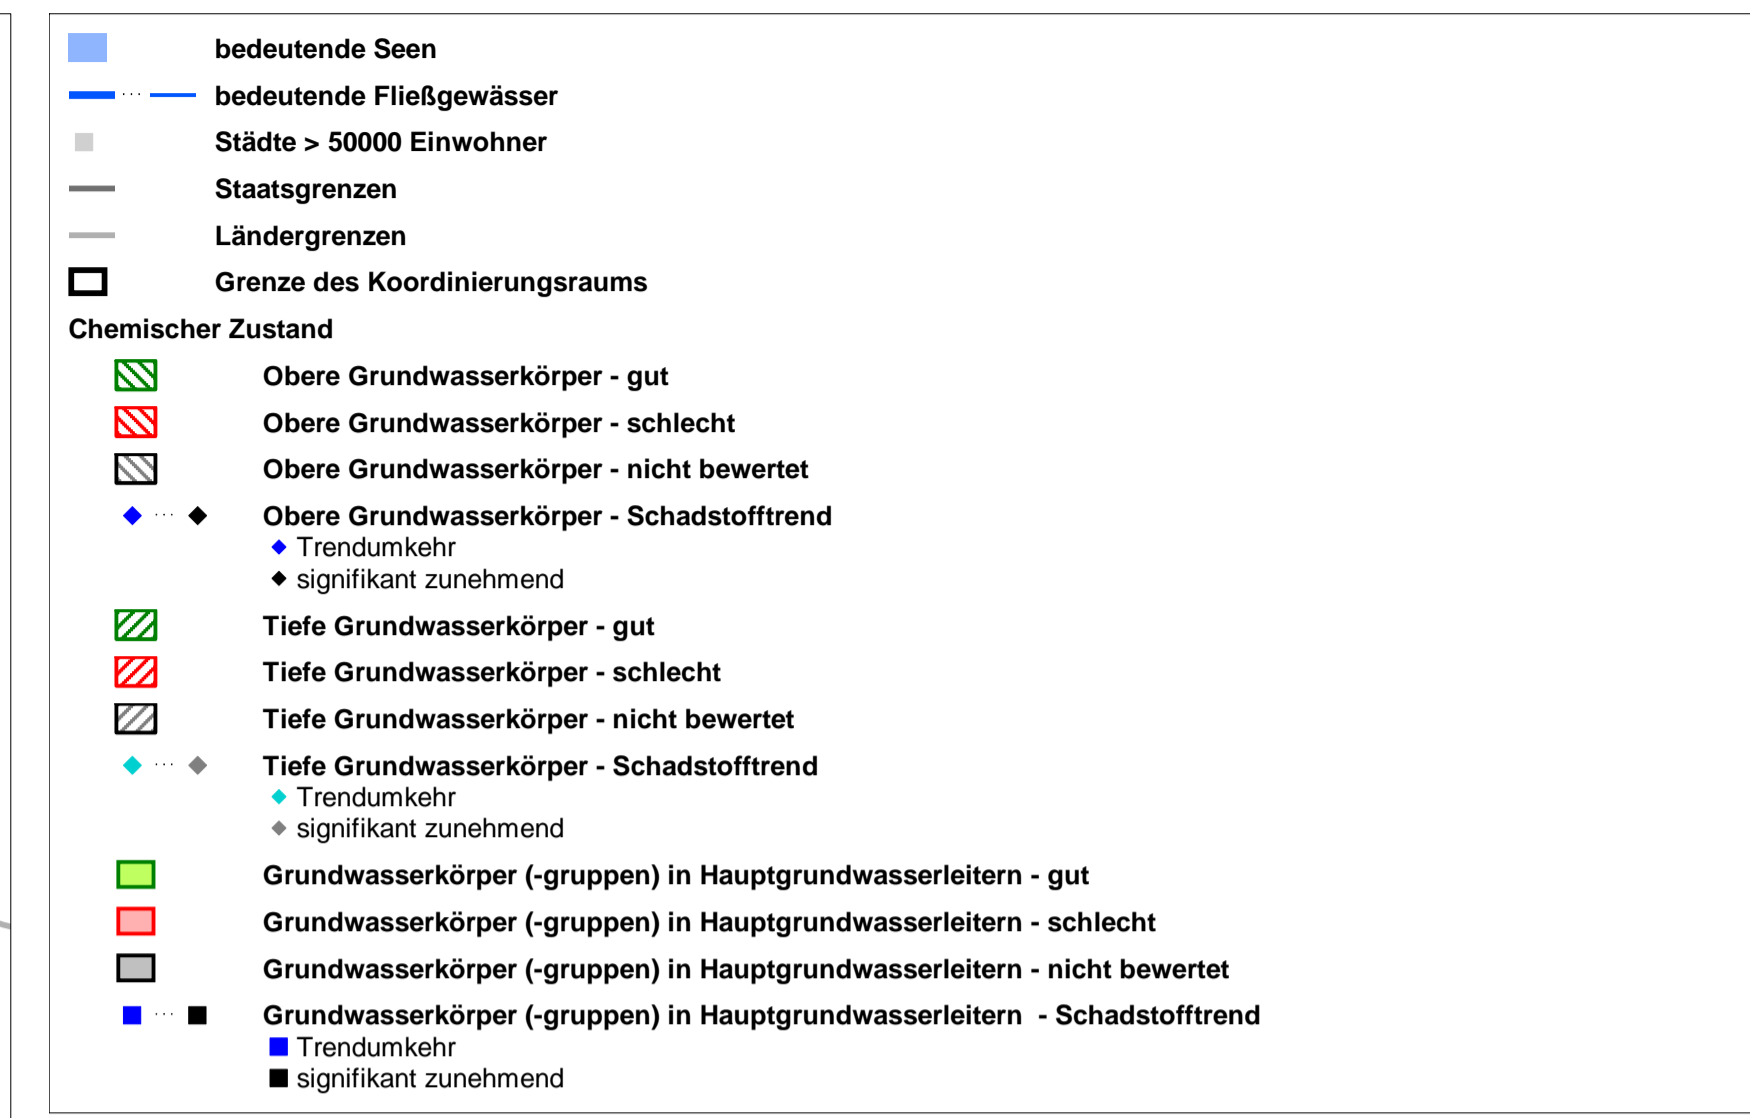 bedeutende Seen
bedeutende Fließgewässer
Städte > 50000 Einwohner
Staatsgrenzen
Ländergrenzen
Grenze des Koordinierungsraums
Chemischer Zustand
Obere Grundwasserkörper - gut
Obere Grundwasserkörper - schlecht
Obere Grundwasserkörper - nicht bewertet
Obere Grundwasserkörper - Schadstofftrend
Trendumkehr
signifikant zunehmend
Tiefe Grundwasserkörper - gut
Tiefe Grundwasserkörper - schlecht
Tiefe Grundwasserkörper - nicht bewertet
Tiefe Grundwasserkörper - Schadstofftrend
Trendumkehr
signifikant zunehmend
Grundwasserkörper (-gruppen) in Hauptgrundwasserleitern - gut
Grundwasserkörper (-gruppen) in Hauptgrundwasserleitern - schlecht
Grundwasserkörper (-gruppen) in Hauptgrundwasserleitern - nicht bewertet
Grundwasserkörper (-gruppen) in Hauptgrundwasserleitern  - Schadstofftrend
Trendumkehr
signifikant zunehmend